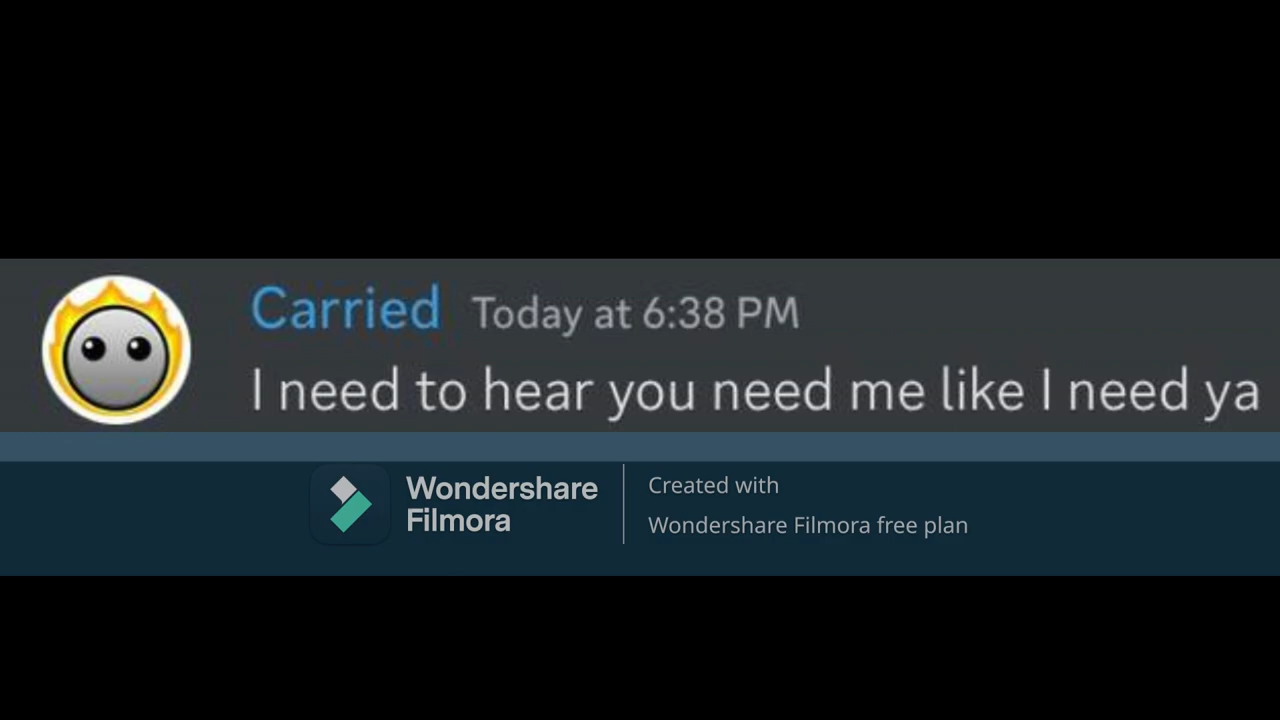 Carried Today at 6:38 PM
I need to hear you need me like I need ya
Wondershare
Filmora
Created with
Wondershare Filmora free plan